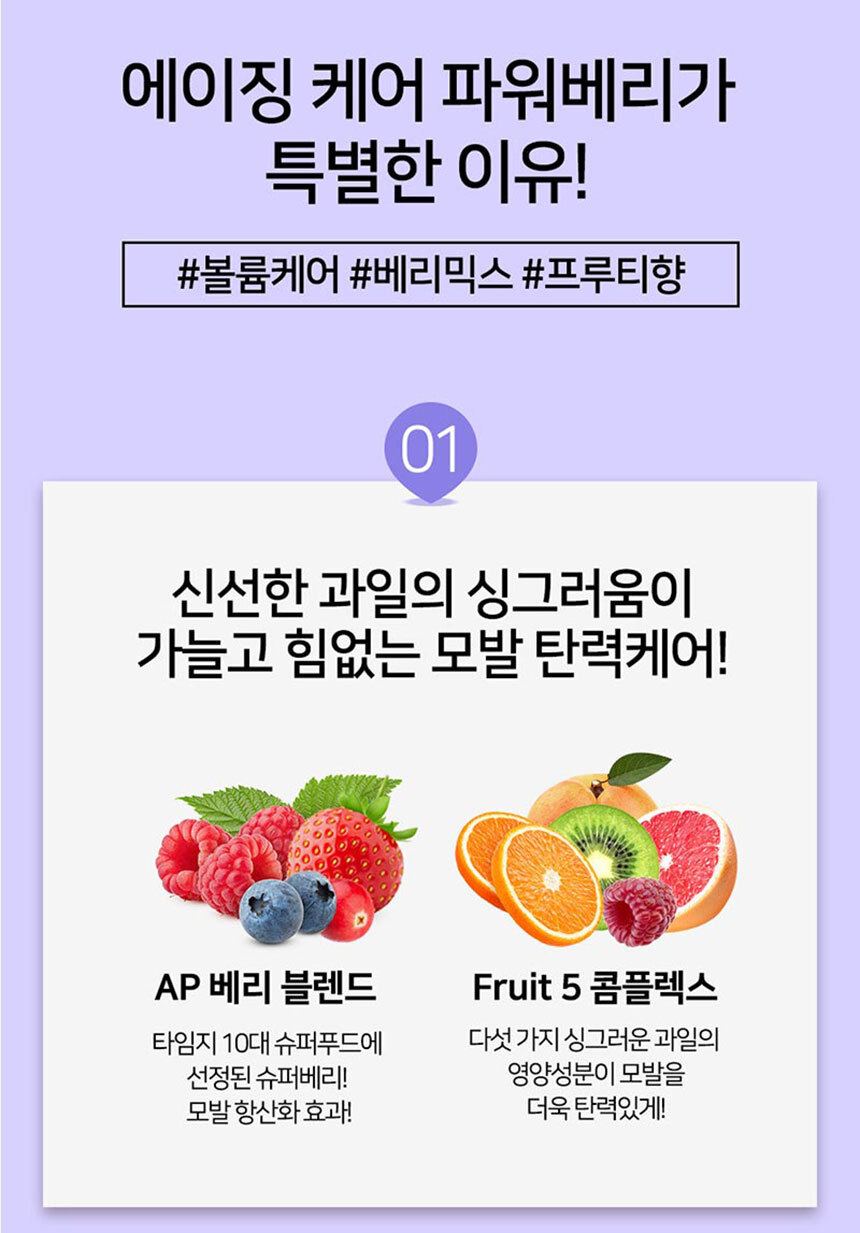 에이징 케어 파워베리가
특별한 이유!
#볼륨케어 #베리믹스 #프루티향
01
신선한 과일의 싱그러움이
가늘고 힘없는 모발 탄력케어!
AP 베리 블렌드
타임지 10대 슈퍼푸드에
선정된 슈퍼베리!
모발 항산화 효과!
Fruit 5 콤플렉스
다섯 가지 싱그러운 과일의
영양성분이 모발을
더욱 탄력있게!